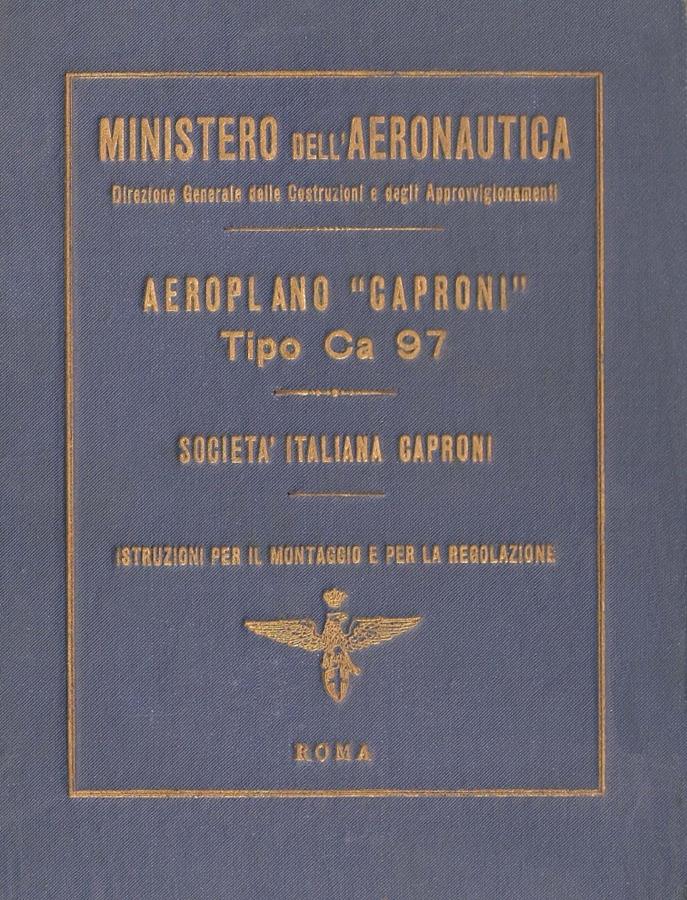 MINISTERO DELL'AERONAUTICA
Direzione Generale delle Costruzioni e degli Approvvigionamenti
AEROPLANO "CAPRONI"
Tipo Ca 97
SOCIETA' ITALIANA CAPRONI
ISTRUZIONI PER IL MONTAGGIO E PER LA REGOLAZIONE
ROMA